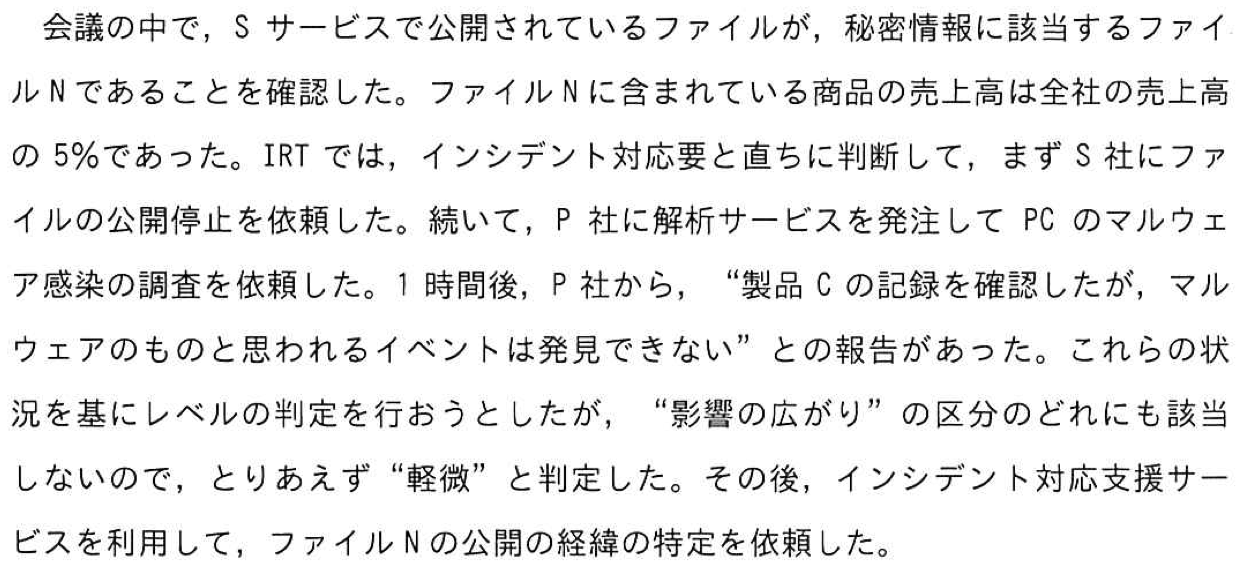 会議の中で，S サービスで公開されているファイルが，秘密情報に該当するファイ
ル N であることを確認した。ファイル N に含まれている商品の売上高は全社の売上高
の 5%であった。IRT では，インシデント対応要と直ちに判断して，まず S 社にファ
イルの公開停止を依頼した。続いて，P 社に解析サービスを発注して PC のマルウェ
ア感染の調査を依頼した。1 時間後，P 社から，“製品 C の記録を確認したが，マル
ウェアのものと思われるイベントは発見できない”との報告があった。これらの状
況を基にレベルの判定を行おうとしたが，“影響の広がり”の区分のどれにも該当
しないので，とりあえず“軽微”と判定した。その後，インシデント対応支援サー
ビスを利用して，ファイル N の公開の経緯の特定を依頼した。